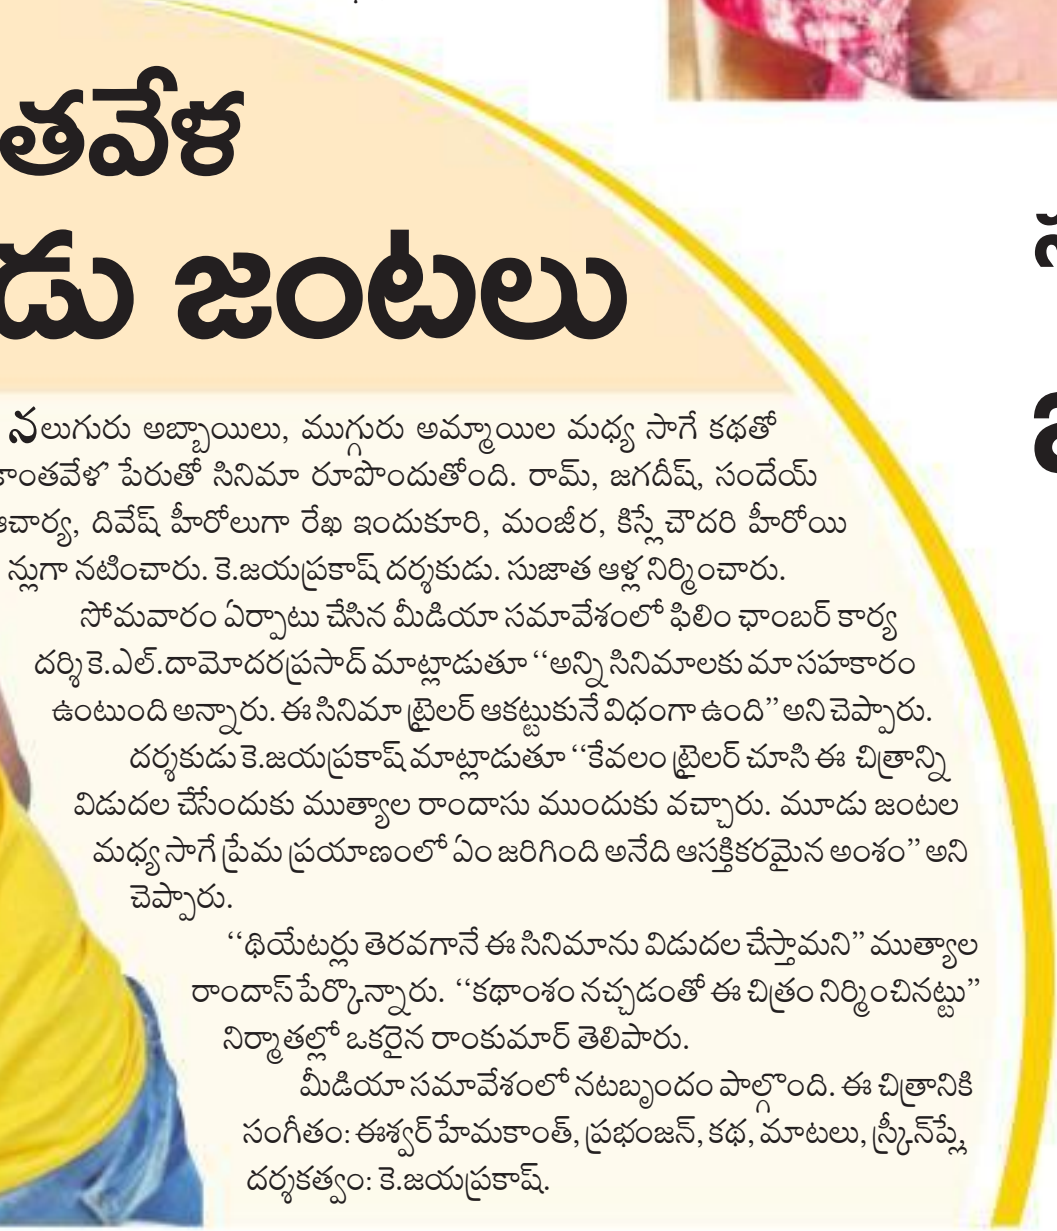 తవేళ
డు జంటలు
నలుగురు అబ్బాయిలు, ముగ్గురు అమ్మాయిల మధ్య సాగే కథతో
కాంతవేళ’ పేరుతో సినిమా రూపొందుతోంది. రామ్, జగదీష్, సందేయ్
ఆచార్య, దివేష్ హీరోలుగా రేఖ ఇందుకూరి, మంజీర, కిస్లే చౌదరి హీరోయి
న్లుగా నటించారు. కె.జయప్రకాష్ దర్శకుడు. సుజాత ఆళ్ల నిర్మించారు.
సోమవారం ఏర్పాటు చేసిన మీడియా సమావేశంలో ఫిలిం ఛాంబర్ కార్య
దర్శి కె.ఎల్.దామోదరప్రసాద్ మాట్లాడుతూ ‘‘అన్ని సినిమాలకు మా సహకారం
ఉంటుంది అన్నారు. ఈ సినిమా ట్రైలర్ ఆకట్టుకునే విధంగా ఉంది’’ అని చెప్పారు.
దర్శకుడు కె.జయప్రకాష్ మాట్లాడుతూ ‘‘కేవలం ట్రైలర్ చూసి ఈ చిత్రాన్ని
విడుదల చేసేందుకు ముత్యాల రాందాసు ముందుకు వచ్చారు. మూడు జంటల
మధ్య సాగే ప్రేమ ప్రయాణంలో ఏం జరిగింది అనేది ఆసక్తికరమైన అంశం’’ అని
చెప్పారు.
‘‘థియేటర్లు తెరవగానే ఈ సినిమాను విడుదల చేస్తామని’’ ముత్యాల
రాందాస్ పేర్కొన్నారు. ‘‘కథాంశం నచ్చడంతో ఈ చిత్రం నిర్మించినట్టు’’
నిర్మాతల్లో ఒకరైన రాంకుమార్ తెలిపారు.
మీడియా సమావేశంలో నటబృందం పాల్గొంది. ఈ చిత్రానికి
సంగీతం: ఈశ్వర్ హేమకాంత్, ప్రభంజన్, కథ, మాటలు, స్క్రీన్‌ప్లే,
దర్శకత్వం: కె.జయప్రకాష్.